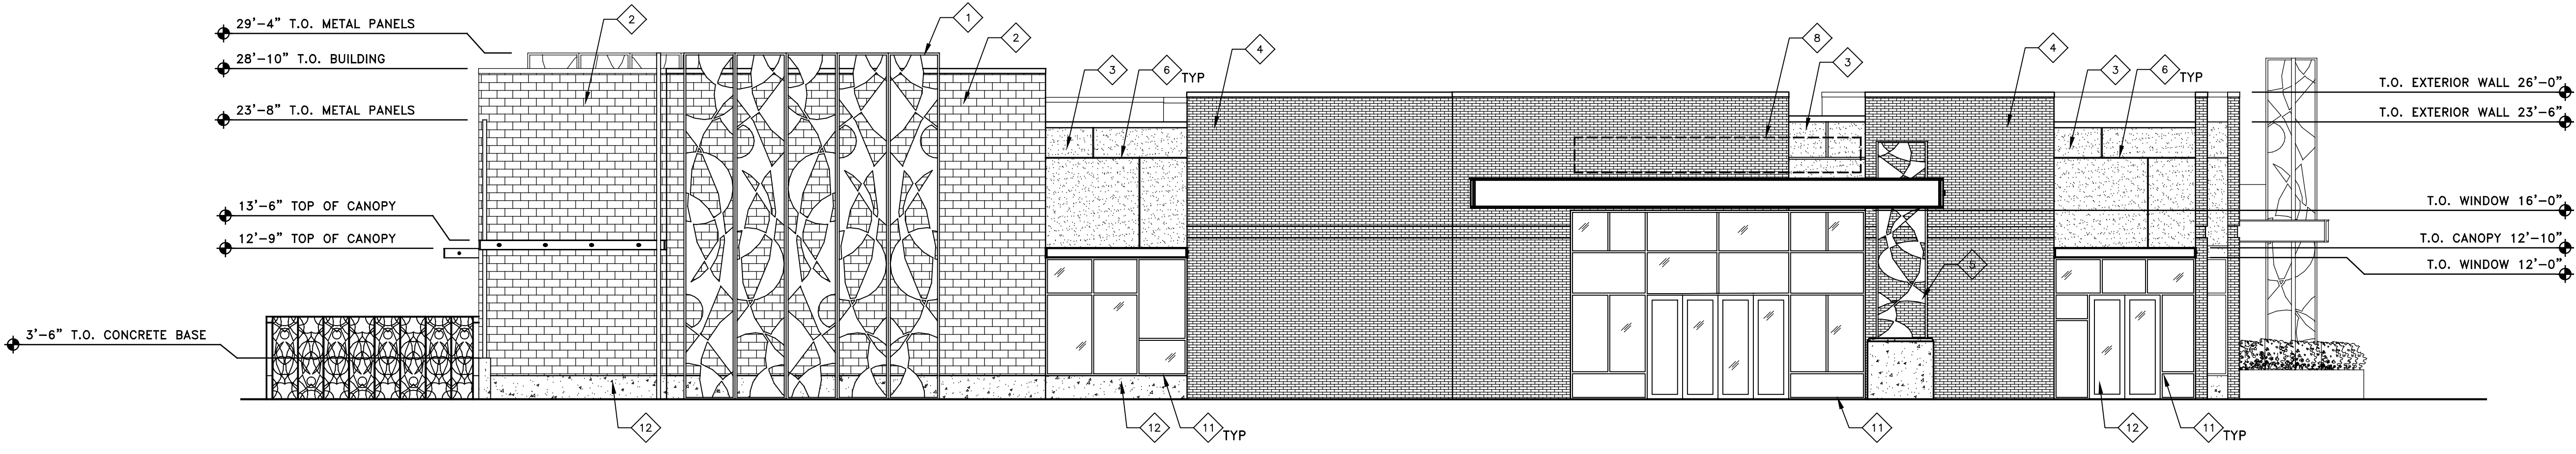 29'-4" T.O. METAL PANELS
28'-10" T.O. BUILDING
23'-8" T.O. METAL PANELS
13'-6" TOP OF CANOPY
12'-9" TOP OF CANOPY
3'-6" T.O. CONCRETE BASE
2
1
2
3
6 TYP
4
8
3
4
3
6 TYP
5
12
12
11 TYP
11
12
11 TYP
T.O. EXTERIOR WALL 26'-0"
T.O. EXTERIOR WALL 23'-6"
T.O. WINDOW 16'-0"
T.O. CANOPY 12'-10"
T.O. WINDOW 12'-0"